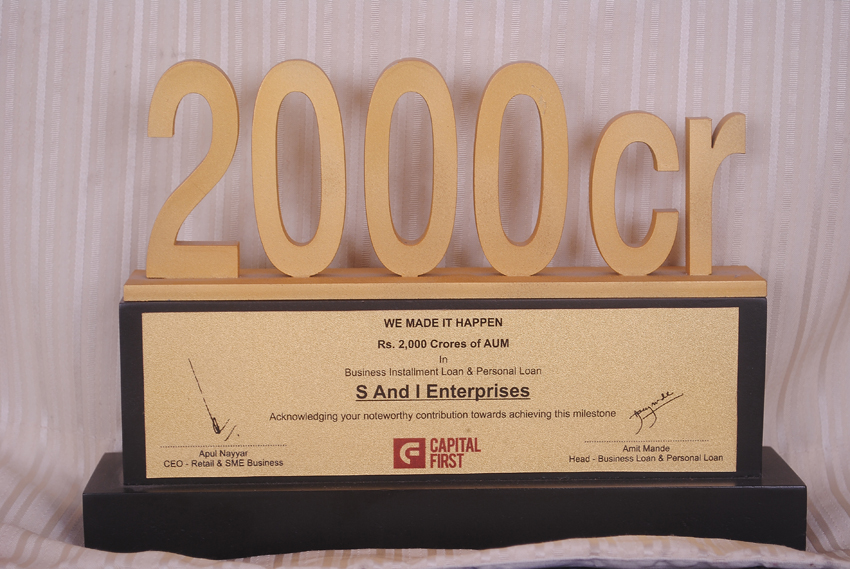 2000cr
WE MADE IT HAPPEN
Rs. 2,000 Crores of AUM
In
Business Installment Loan & Personal Loan
S And I Enterprises
Acknowledging your noteworthy contribution towards achieving this milestone
Apul Nayyar
CEO - Retail & SME Business
CAPITAL
FIRST
Amit Mande
Head - Business Loan & Personal Loan